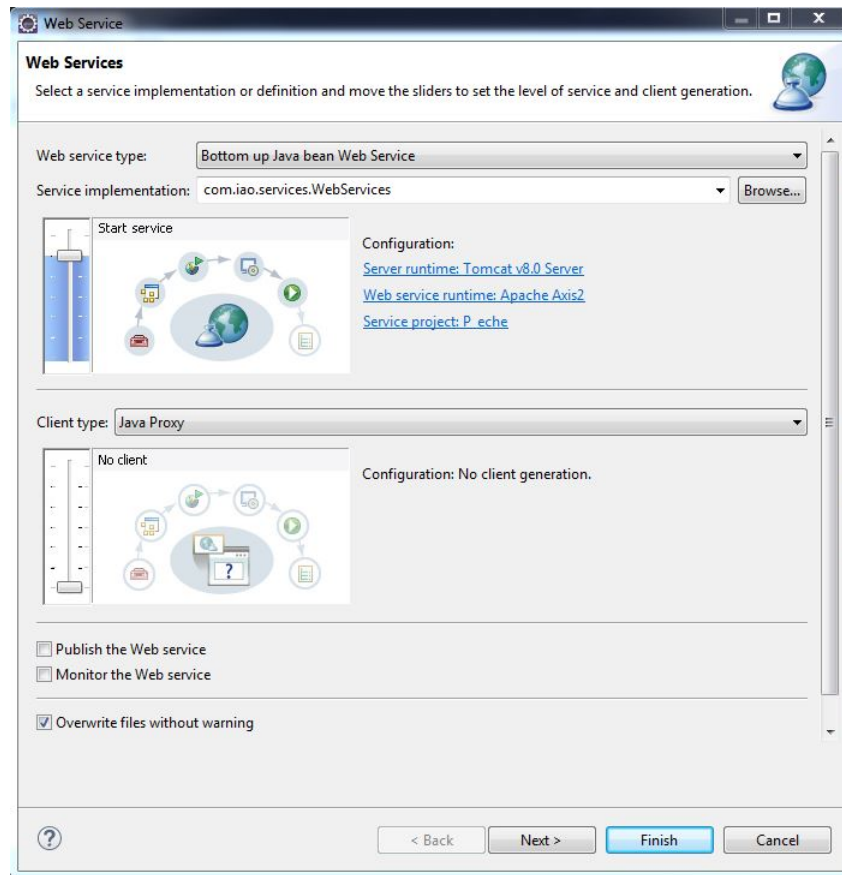 Web Service
Web Services
Select a service implementation or definition and move the sliders to set the level of service and client generation.
Web service type: Bottom up Java bean Web Service
Service implementation: com.iao.services.WebServices Browse...
Start service
Configuration:
Server runtime: Tomcat v8.0 Server
Web service runtime: Apache Axis2
Service project: P_eche
Client type: Java Proxy
No client
Configuration: No client generation.
Publish the Web service
Monitor the Web service
Overwrite files without warning
< Back Next > Finish Cancel